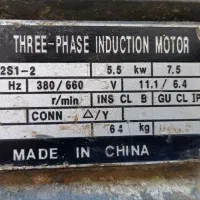 THREE-PHASE INDUCTION MOTOR
2S1-2 5.5 kw 7.5
Hz 380/660 V 11.1/6.4
r/min INS CL B GU CL IP
CONN △/Y
64 kg
MADE IN CHINA